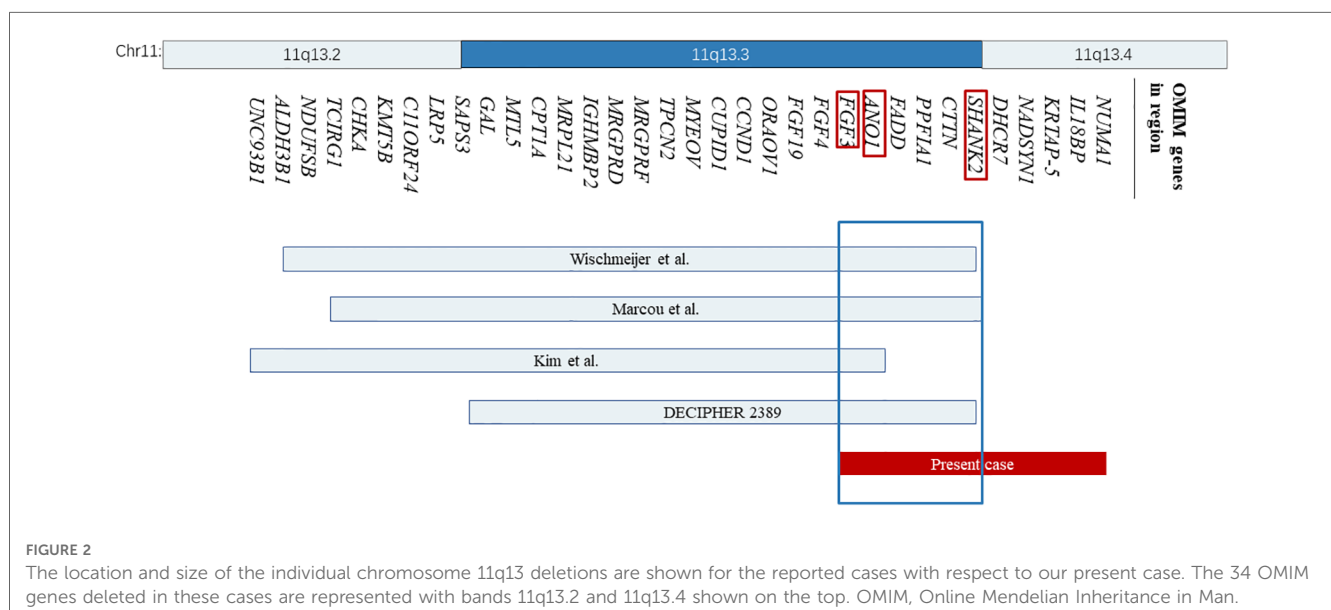 Chr11: 11q13.2 11q13.3 11q13.4
UNC93B1
ALDH3B1
NDUFSB
TCIRG1
CHKA
KMT5B
C11ORF24
LRP5
SAPS3
GAL
MTL5
CPT1A
MRPL21
IGHMBP2
MRGPRD
MRGPRF
TPCN2
MYEOV
CUPID1
CCND1
ORAOV1
FGF19
FGF4
FGF3
ANO1
FADD
PPFIA1
CTTN
SHANK2
DHCR7
NADSYN1
KRTAP-5
IL18BP
NUMA1
OMIM genes
in region
Wischmeijer et al.
Marcou et al.
Kim et al.
DECIPHER 2389
Present case
FIGURE 2
The location and size of the individual chromosome 11q13 deletions are shown for the reported cases with respect to our present case. The 34 OMIM
genes deleted in these cases are represented with bands 11q13.2 and 11q13.4 shown on the top. OMIM, Online Mendelian Inheritance in Man.